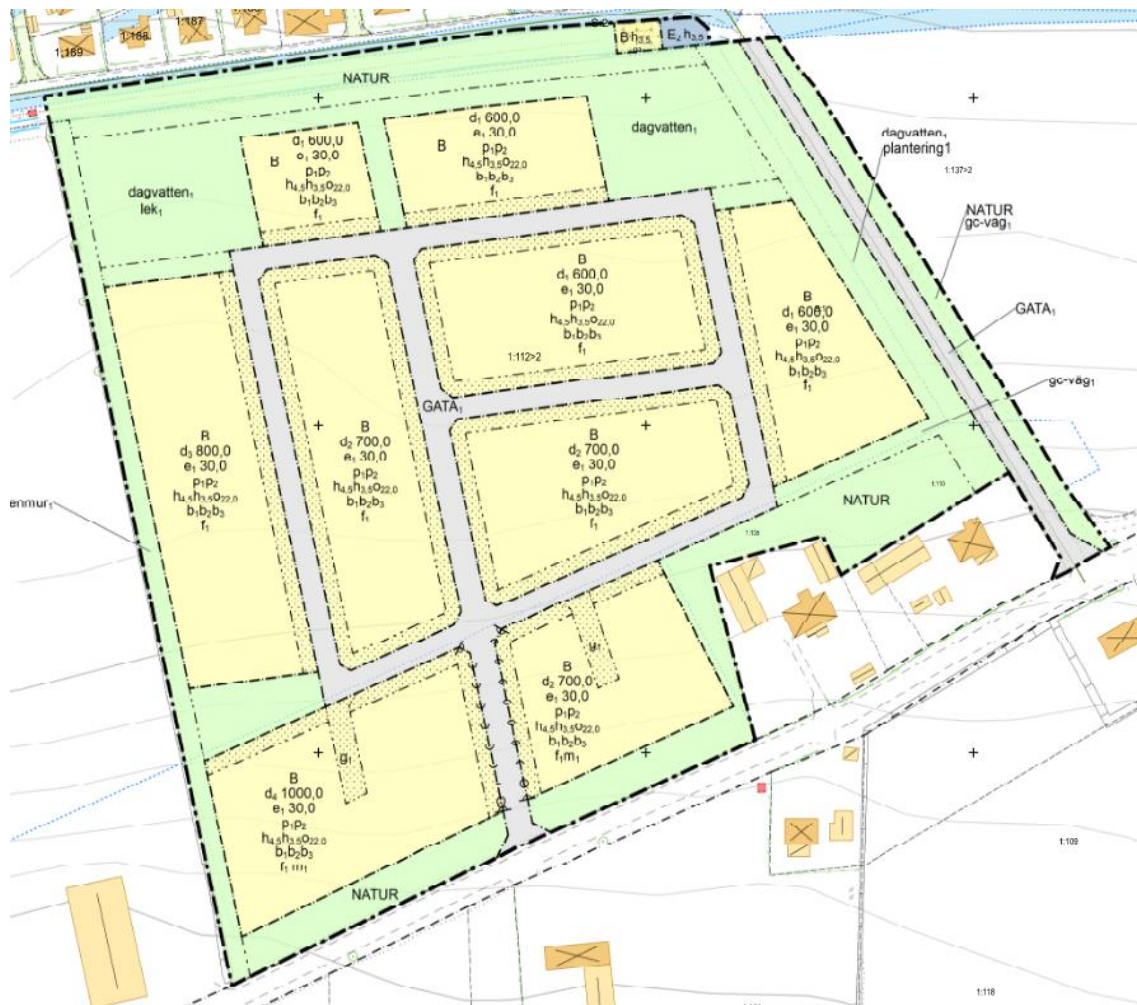 1:187
1:188
1:189
B h3,5
E2 h3,5
NATUR
d1 600,0
e1 30,0
B
p1p2
h4,5h3,5o22,0
b1b2b3
f1
d1 600,0
e1 30,0
B
p1p2
h4,5h3,5o22,0
b1b2b3
f1
dagvatten1
dagvatten1
plantering1
1:137>2
dagvatten1
lek1
NATUR
gc-väg1
B
d1 600,0
e1 30,0
p1p2
h4,5h3,5o22,0
b1b2b3
f1
1:112>2
B
d1 600,0
e1 30,0
p1p2
h4,5h3,5o22,0
b1b2b3
f1
GATA1
gc-väg1
GATA1
B
d3 800,0
e1 30,0
p1p2
h4,5h3,5o22,0
b1b2b3
f1
B
d2 700,0
e1 30,0
p1p2
h4,5h3,5o22,0
b1b2b3
f1
B
d2 700,0
e1 30,0
p1p2
h4,5h3,5o22,0
b1b2b3
f1
NATUR
enmur1
B
d2 700,0
e1 30,0
p1p2
h4,5h3,5o22,0
b1b2b3
f1m1
g1
B
d4 1000,0
e1 30,0
p1p2
h4,5h3,5o22,0
b1b2b3
f1 m1
NATUR
1:109
1:118